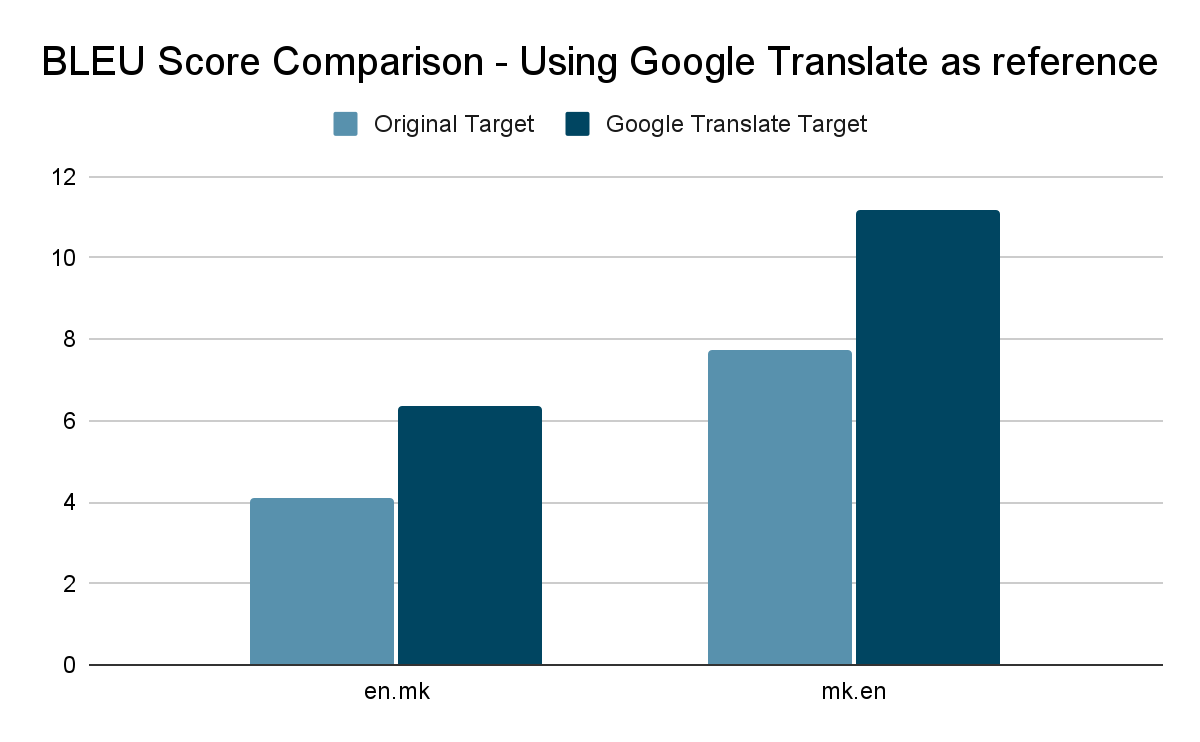 BLEU Score Comparison - Using Google Translate as reference
Original Target Google Translate Target
12
10
8
6
4
2
0
en.mk mk.en